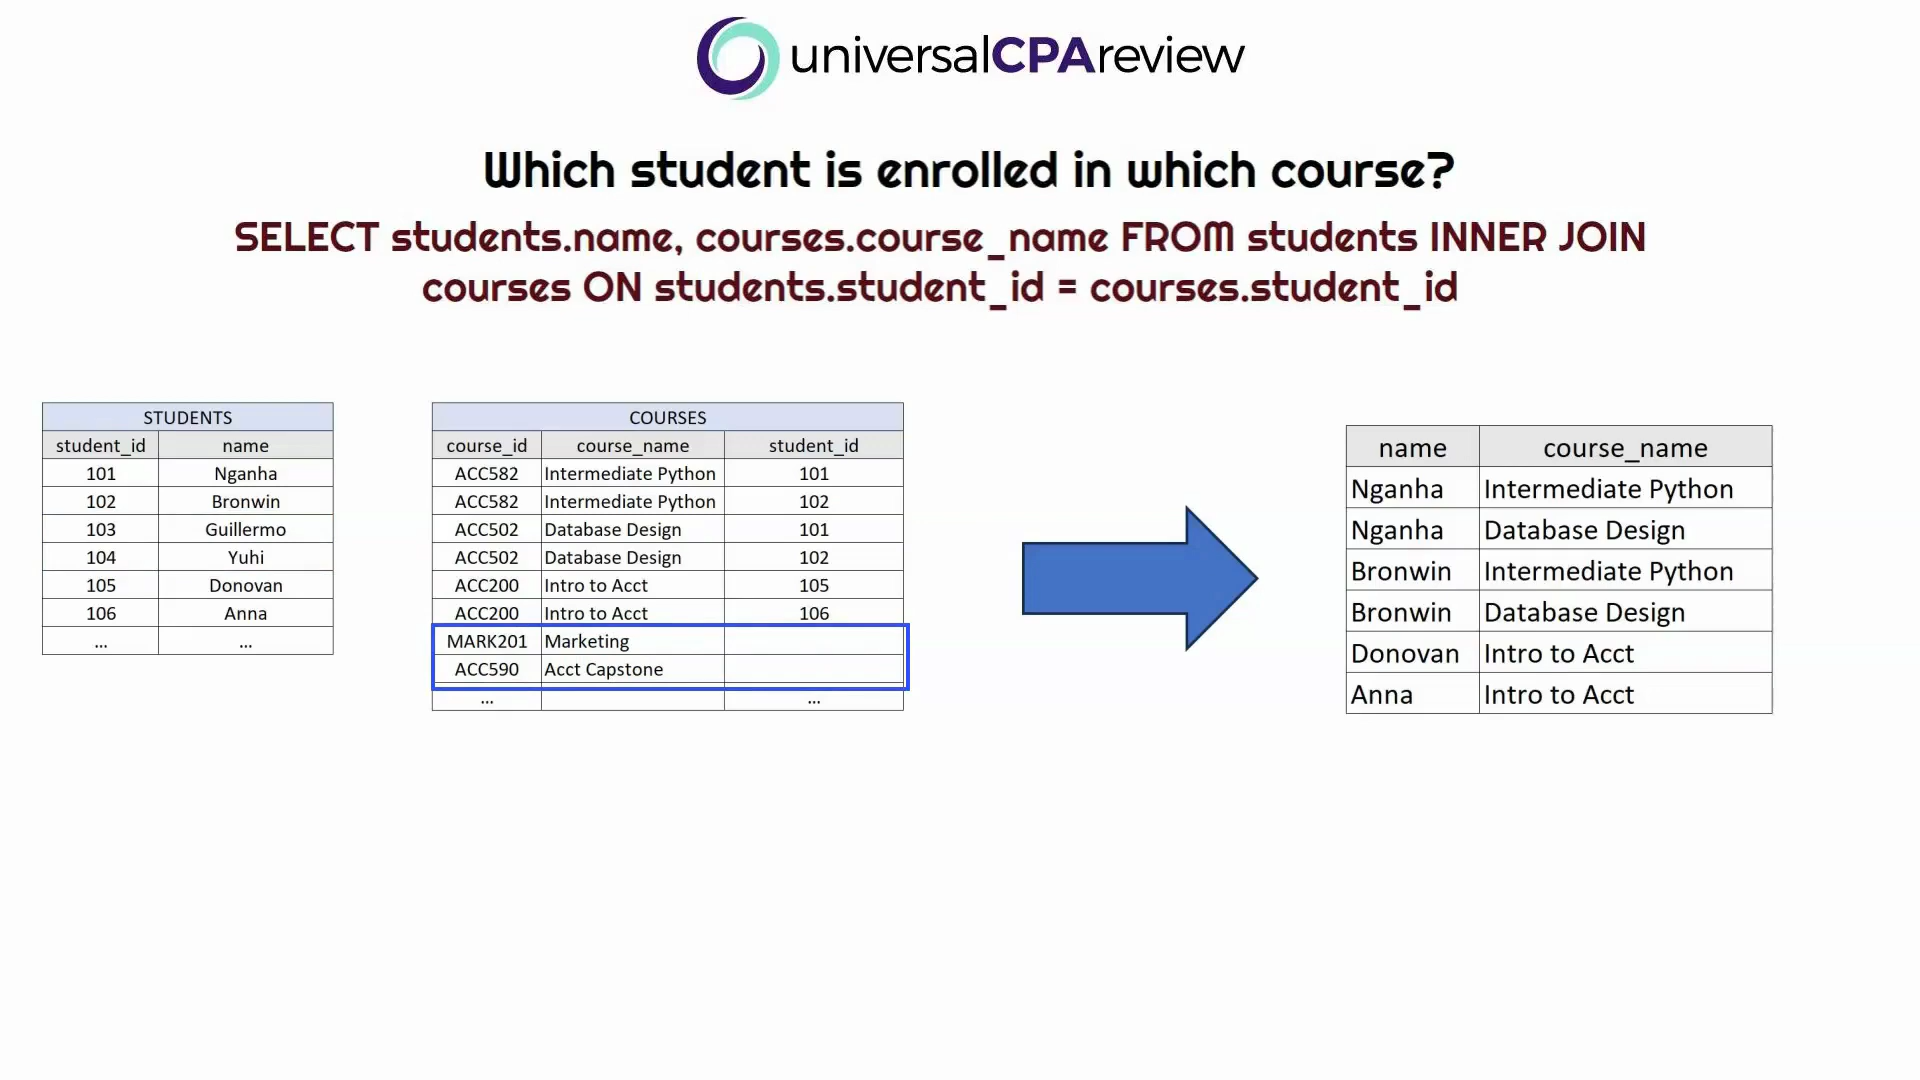 universalCPAreview
Which student is enrolled in which course?
SELECT students.name, courses.course_name FROM students INNER JOIN
courses ON students.student_id = courses.student_id
STUDENTS
student_id name
101 Nganha
102 Bronwin
103 Guillermo
104 Yuhi
105 Donovan
106 Anna
... ...
COURSES
course_id course_name student_id
ACC582 Intermediate Python 101
ACC582 Intermediate Python 102
ACC502 Database Design 101
ACC502 Database Design 102
ACC200 Intro to Acct 105
ACC200 Intro to Acct 106
MARK201 Marketing
ACC590 Acct Capstone
... ...
name course_name
Nganha Intermediate Python
Nganha Database Design
Bronwin Intermediate Python
Bronwin Database Design
Donovan Intro to Acct
Anna Intro to Acct